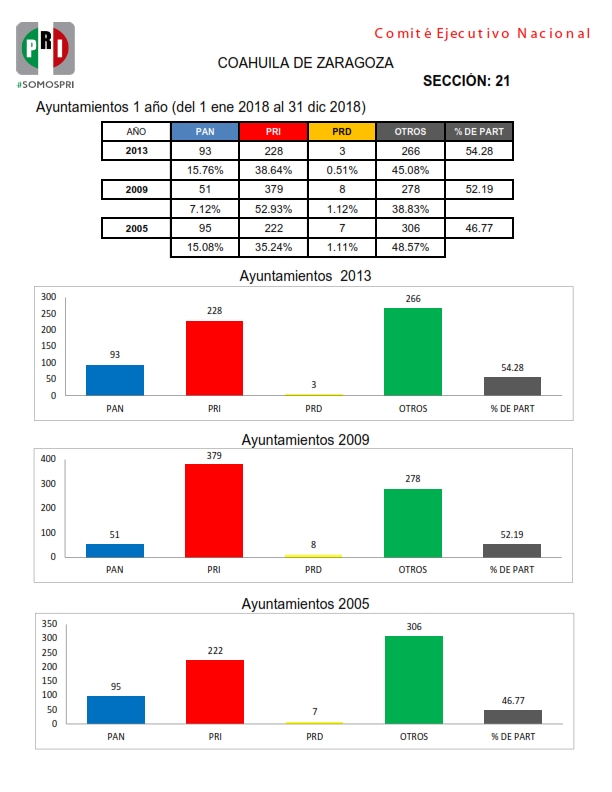 PRI
#SOMOSPRI
Comité Ejecutivo Nacional
COAHUILA DE ZARAGOZA
SECCIÓN: 21
Ayuntamientos 1 año (del 1 ene 2018 al 31 dic 2018)
AÑO PAN PRI PRD OTROS % DE PART
2013 93 228 3 266 54.28
15.76% 38.64% 0.51% 45.08%
2009 51 379 8 278 52.19
7.12% 52.93% 1.12% 38.83%
2005 95 222 7 306 46.77
15.08% 35.24% 1.11% 48.57%
Ayuntamientos 2013
300
250
200
150
100
50
0
93 228 3 266 54.28
PAN PRI PRD OTROS % DE PART
Ayuntamientos 2009
400
300
200
100
0
51 379 8 278 52.19
PAN PRI PRD OTROS % DE PART
Ayuntamientos 2005
350
300
250
200
150
100
50
0
95 222 7 306 46.77
PAN PRI PRD OTROS % DE PART